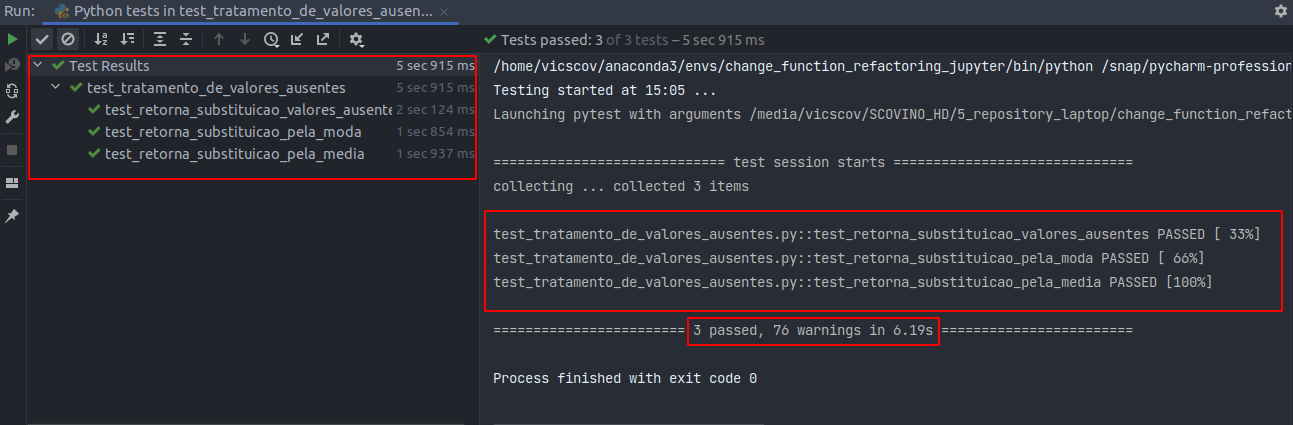 Run: Python tests in test_tratamento_de_valores_ausen... ×
Tests passed: 3 of 3 tests – 5 sec 915 ms
Test Results 5 sec 915 ms
test_tratamento_de_valores_ausentes 5 sec 915 ms
test_retorna_substituicao_valores_ausente 2 sec 124 ms
test_retorna_substituicao_pela_moda 1 sec 854 ms
test_retorna_substituicao_pela_media 1 sec 937 ms
/home/vicscov/anaconda3/envs/change_function_refactoring_jupyter/bin/python /snap/pycharm-profession
Testing started at 15:05 ...
Launching pytest with arguments /media/vicscov/SCOVINO_HD/5_repository_laptop/change_function_refact
============================= test session starts ==============================
collecting ... collected 3 items
test_tratamento_de_valores_ausentes.py::test_retorna_substituicao_valores_ausentes PASSED [ 33%]
test_tratamento_de_valores_ausentes.py::test_retorna_substituicao_pela_moda PASSED [ 66%]
test_tratamento_de_valores_ausentes.py::test_retorna_substituicao_pela_media PASSED [100%]
======================== 3 passed, 76 warnings in 6.19s ========================
Process finished with exit code 0